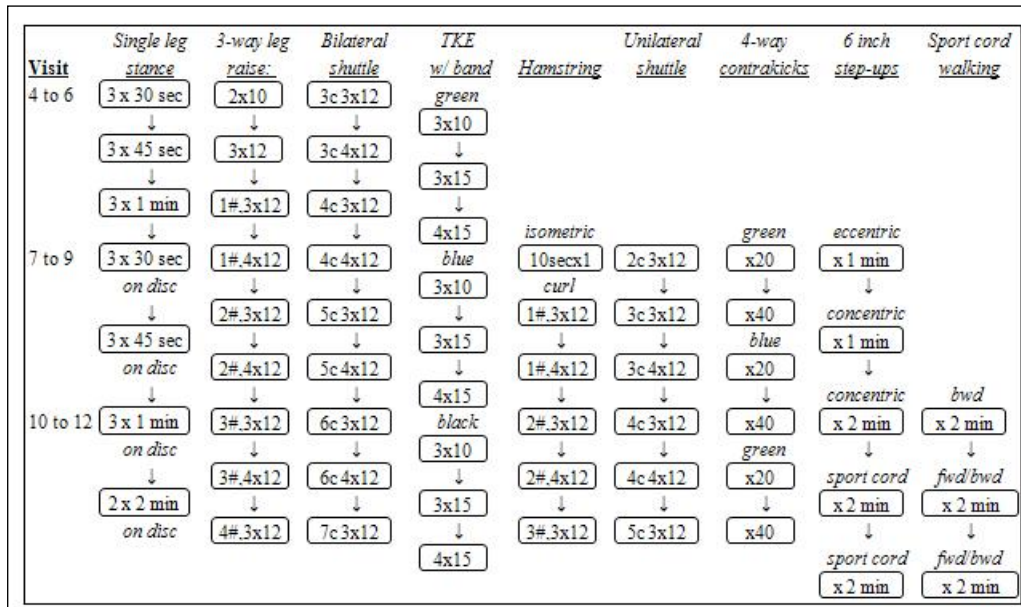 Single leg 3-way leg Bilateral TKE Unilateral 4-way 6 inch Sport cord
Visit stance raise: shuttle w/ band Hamstring shuttle contrakicks step-ups walking
4 to 6 3 x 30 sec 2x10 3c 3x12 green
3x10
↓ ↓ ↓
3 x 45 sec 3x12 3c 4x12 ↓
↓ ↓ ↓ 3x15
3 x 1 min 1#,3x12 4c 3x12 ↓
↓ ↓ ↓ 4x15 isometric green eccentric
7 to 9 3 x 30 sec 1#,4x12 4c 4x12 blue 10secx1 2c 3x12 x20 x 1 min
on disc 3x10 curl
↓ ↓ ↓ ↓ ↓ ↓ concentric
2#,3x12 5c 3x12 ↓ 1#,3x12 3c 3x12 x40 x 1 min
3 x 45 sec ↓ ↓ 3x15 ↓ ↓ blue
on disc 2#,4x12 5c 4x12 ↓ 1#,4x12 3c 4x12 x20 ↓
↓ ↓ ↓ 4x15 ↓ ↓ ↓ concentric bwd
10 to 12 3 x 1 min 3#,3x12 6c 3x12 black 2#,3x12 4c 3x12 x40 x 2 min x 2 min
on disc ↓ ↓ 3x10 ↓ ↓ green ↓ ↓
↓ 3#,4x12 6c 4x12 ↓ 2#,4x12 4c 4x12 x20 sport cord fwd/bwd
2 x 2 min ↓ ↓ 3x15 ↓ ↓ ↓ x 2 min x 2 min
on disc 4#,3x12 7c 3x12 ↓ 3#,3x12 5c 3x12 x40 ↓ ↓
4x15 sport cord fwd/bwd
x 2 min x 2 min